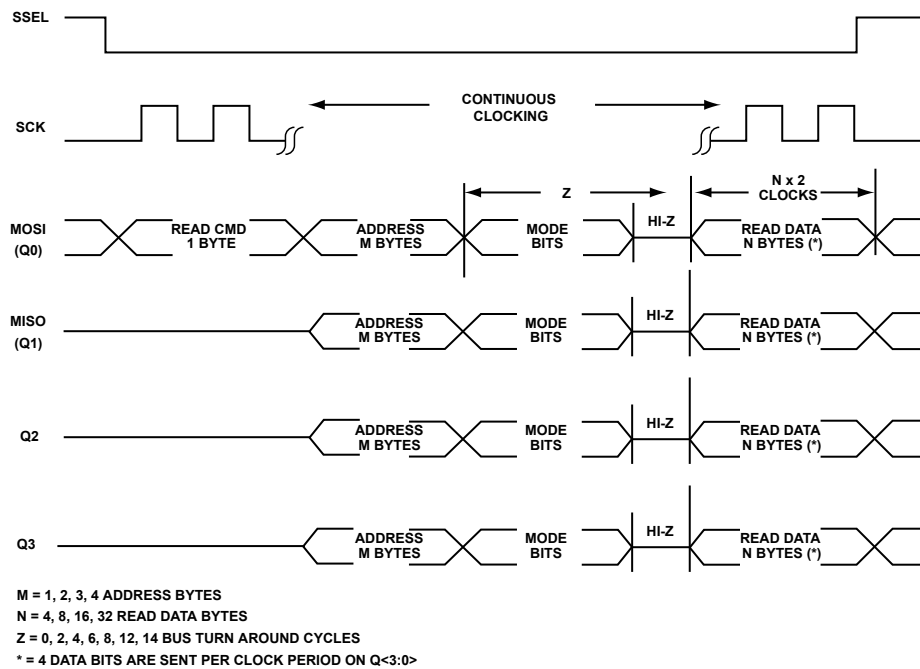 SSEL
CONTINUOUS
CLOCKING
SCK
N x 2
CLOCKS
Z
MOSI
(Q0)
READ CMD
1 BYTE
ADDRESS
M BYTES
MODE
BITS
HI-Z
READ DATA
N BYTES (*)
MISO
(Q1)
ADDRESS
M BYTES
MODE
BITS
HI-Z
READ DATA
N BYTES (*)
Q2
ADDRESS
M BYTES
MODE
BITS
HI-Z
READ DATA
N BYTES (*)
Q3
ADDRESS
M BYTES
MODE
BITS
HI-Z
READ DATA
N BYTES (*)
M = 1, 2, 3, 4 ADDRESS BYTES
N = 4, 8, 16, 32 READ DATA BYTES
Z = 0, 2, 4, 6, 8, 12, 14 BUS TURN AROUND CYCLES
* = 4 DATA BITS ARE SENT PER CLOCK PERIOD ON Q<3:0>